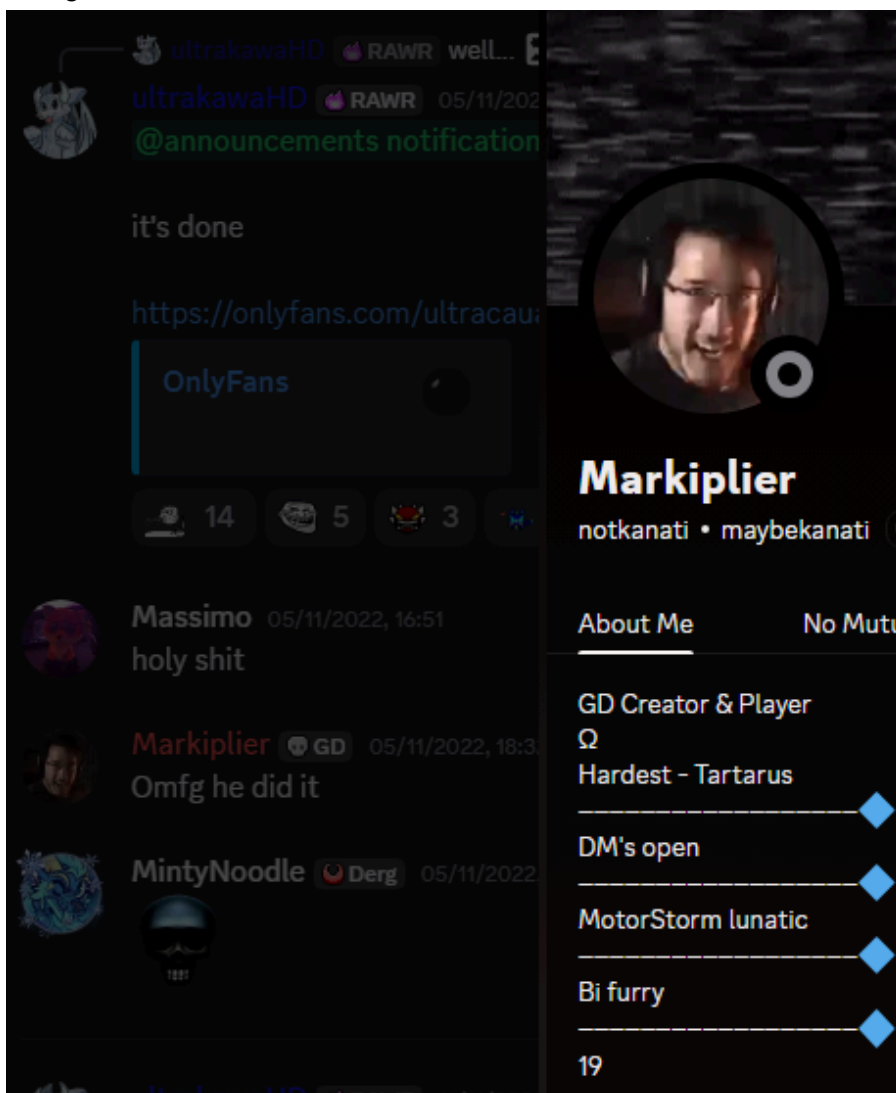 ultrakawaHD RAWR well...
ultrakawaHD RAWR 05/11/202
@announcements notification
it's done
https://onlyfans.com/ultracaua
OnlyFans
14 5 3
Massimo 05/11/2022, 16:51
holy shit
Markiplier GD 05/11/2022, 18:3
Omfg he did it
MintyNoodle Derg 05/11/2022
Markiplier
notkanati • maybekanati
About Me No Mutu
GD Creator & Player
Ω
Hardest - Tartarus
DM's open
MotorStorm lunatic
Bi furry
19